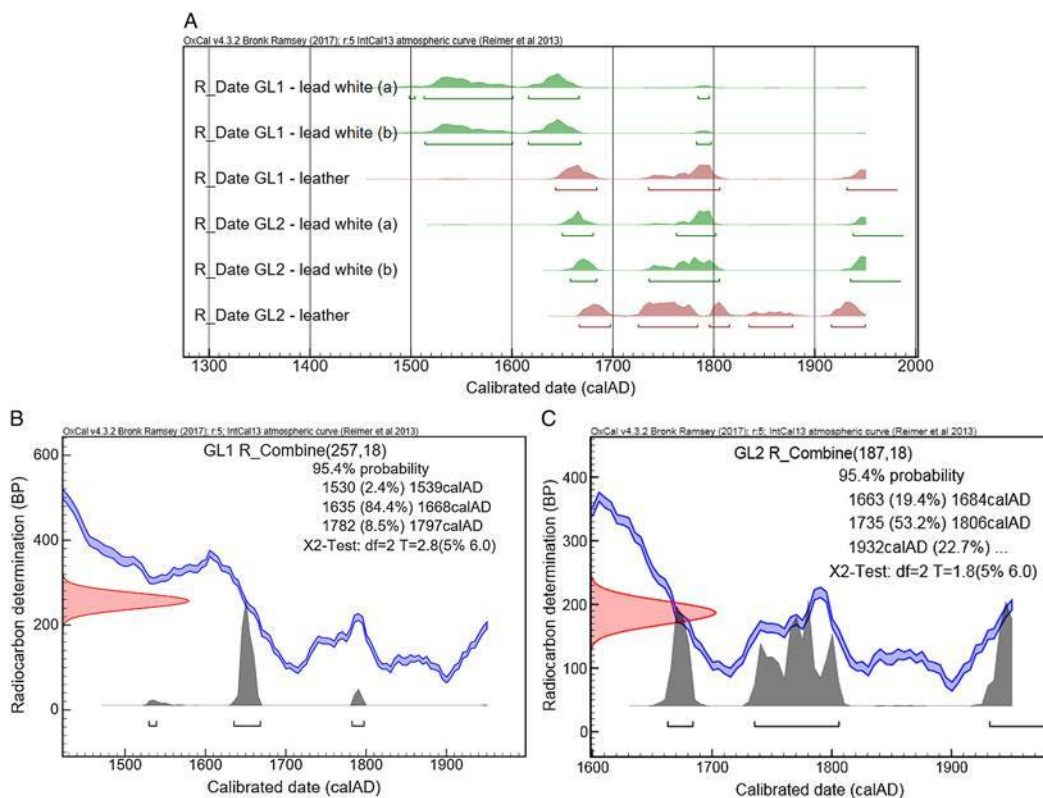 A
OxCal v4.3.2 Bronk Ramsey (2017); r:5 IntCal13 atmospheric curve (Reimer et al 2013)
R_Date GL1 - lead white (a)
R_Date GL1 - lead white (b)
R_Date GL1 - leather
R_Date GL2 - lead white (a)
R_Date GL2 - lead white (b)
R_Date GL2 - leather
1300 1400 1500 1600 1700 1800 1900 2000
Calibrated date (calAD)
B
OxCal v4.3.2 Bronk Ramsey (2017); r:5; IntCal13 atmospheric curve (Reimer et al 2013)
GL1 R_Combine(257,18)
95.4% probability
1530 (2.4%) 1539calAD
1635 (84.4%) 1668calAD
1782 (8.5%) 1797calAD
X2-Test: df=2 T=2.8(5% 6.0)
Radiocarbon determination (BP)
600
400
200
0
1500 1600 1700 1800 1900
Calibrated date (calAD)
C
OxCal v4.3.2 Bronk Ramsey (2017); r:5; IntCal13 atmospheric curve (Reimer et al 2013)
GL2 R_Combine(187,18)
95.4% probability
1663 (19.4%) 1684calAD
1735 (53.2%) 1806calAD
1932calAD (22.7%) ...
X2-Test: df=2 T=1.8(5% 6.0)
Radiocarbon determination (BP)
400
300
200
100
0
1600 1700 1800 1900
Calibrated date (calAD)